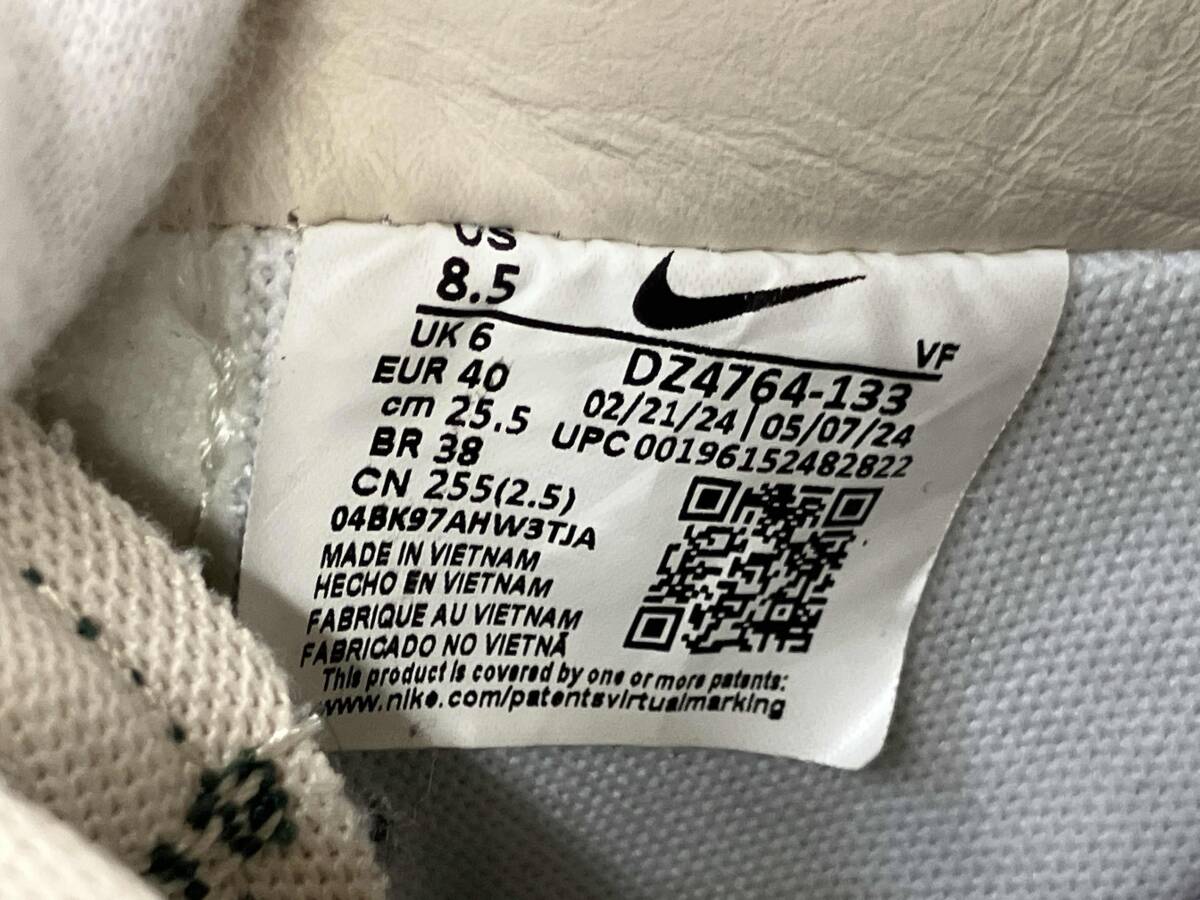 US
8.5
UK 6
EUR 40
cm 25.5
BR 38
CN 255(2.5)
04BK97AHW3TJA
MADE IN VIETNAM
HECHO EN VIETNAM
FABRIQUE AU VIETNAM
FABRICADO NO VIETNÃ
This product is covered by one or more patents:
www.nike.com/patentsvirtualmarking
VF
DZ4764-133
02/21/24 | 05/07/24
UPC 00196152482822